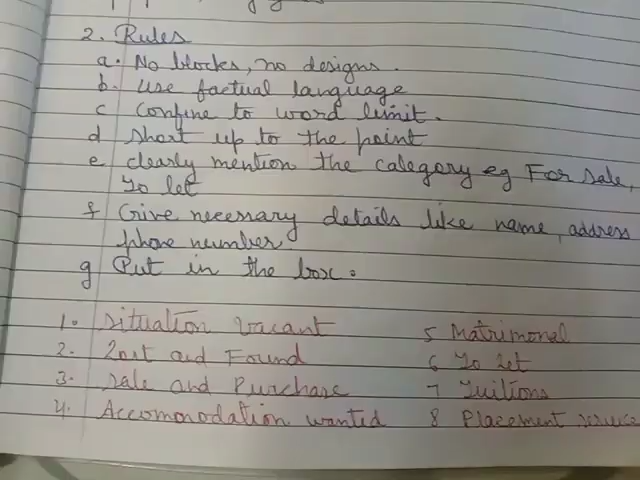 2. Rules
a. No blocks, no designs.
b. Use factual language
c Confine to word limit.
d Short up to the point
e clearly mention the category eg For sale,
To let
f Give necessary details like name, address
phone number.
g Put in the box.
1. Situation Vacant
2. Lost and Found
3. Sale and Purchase
4. Accomonodation wanted
5 Matrimonel
6 To Let
7 Tuitions
8 Placement service